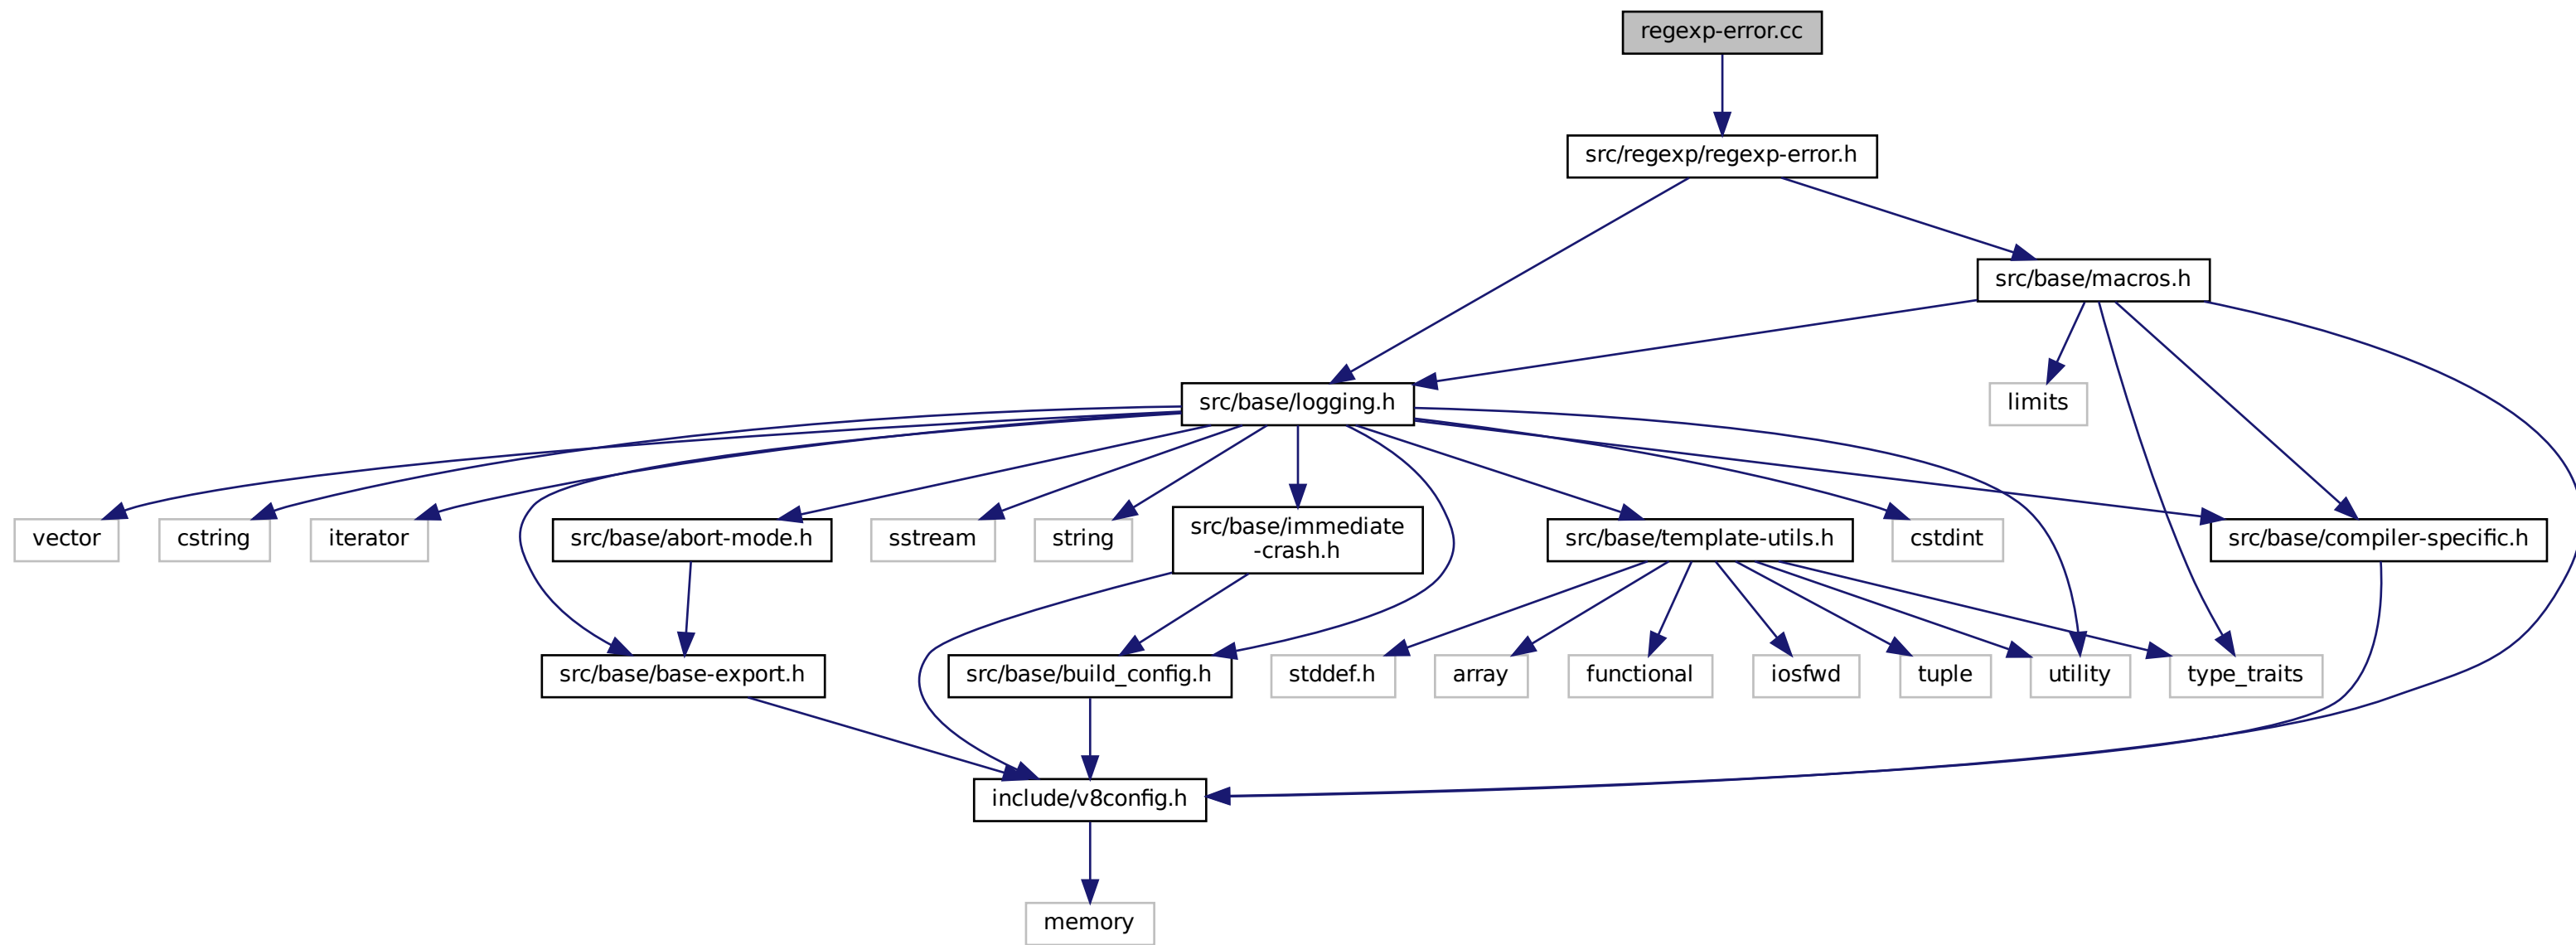 regexp-error.cc
src/regexp/regexp-error.h
src/base/macros.h
src/base/logging.h
limits
vector
cstring
iterator
src/base/abort-mode.h
sstream
string
src/base/immediate
-crash.h
src/base/template-utils.h
cstdint
src/base/compiler-specific.h
src/base/base-export.h
src/base/build_config.h
stddef.h
array
functional
iosfwd
tuple
utility
type_traits
include/v8config.h
memory